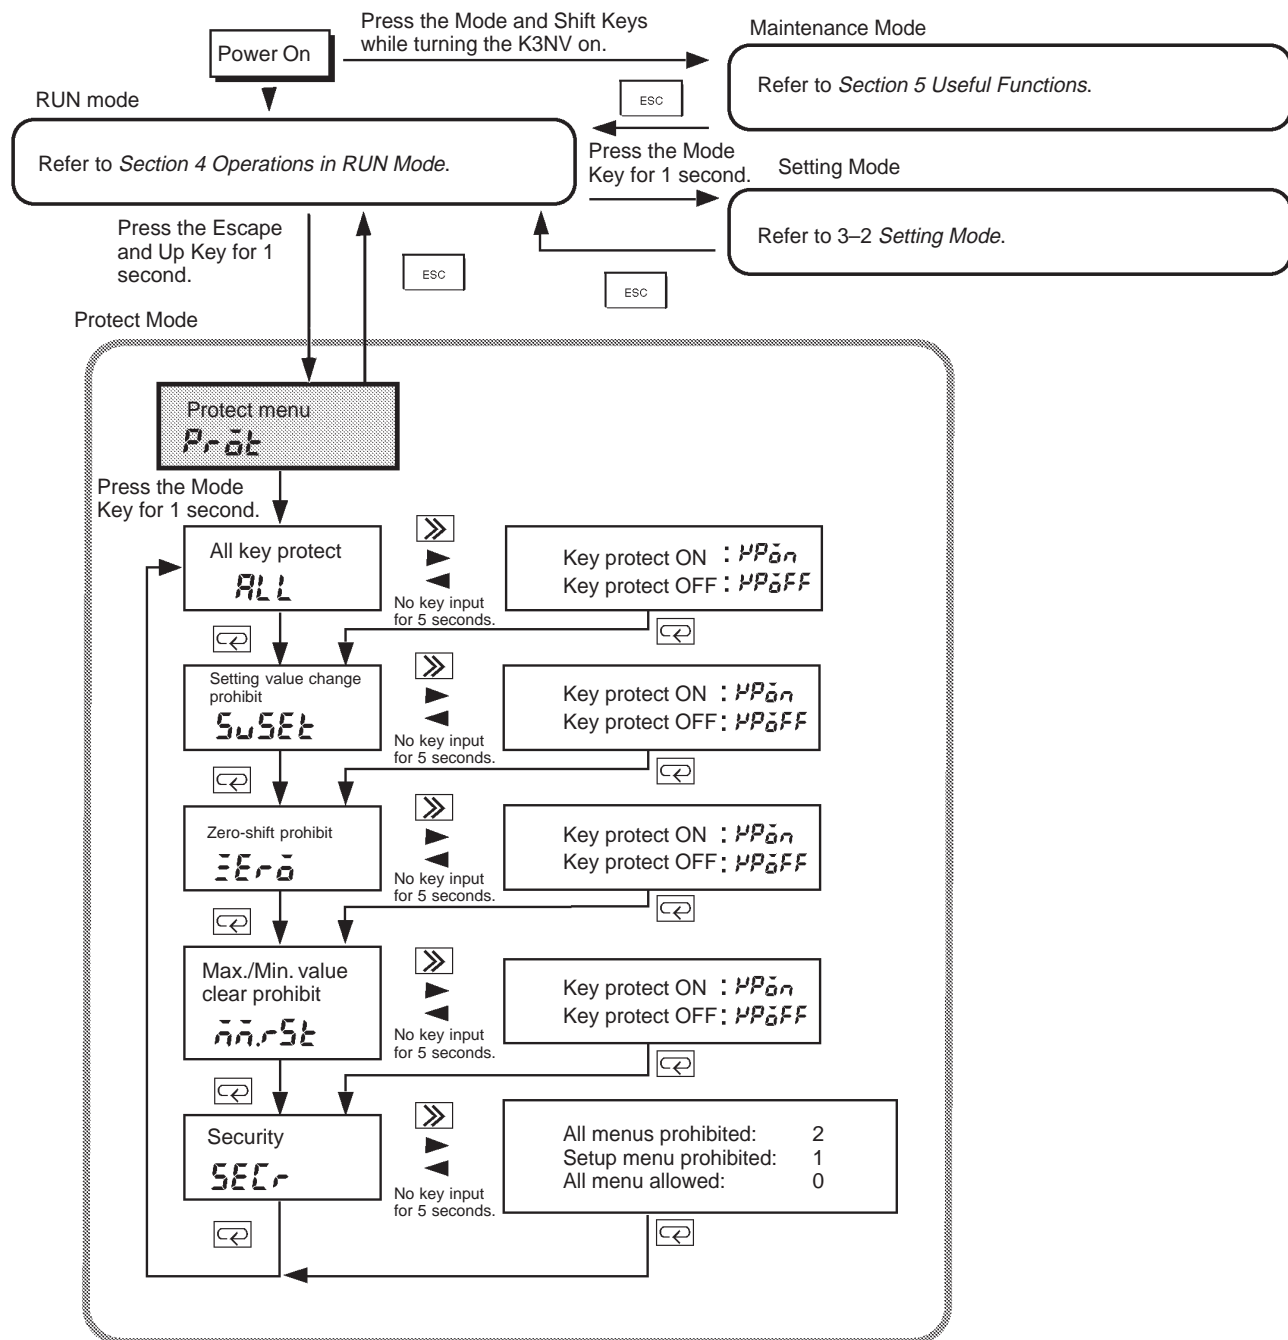 Press the Mode and Shift Keys
while turning the K3NV on.
Maintenance Mode
Power On
Refer to Section 5 Useful Functions.
RUN mode
ESC
Refer to Section 4 Operations in RUN Mode.
Press the Mode
Key for 1 second.
Setting Mode
Refer to 3–2 Setting Mode.
Press the Escape
and Up Key for 1
second.
ESC
ESC
Protect Mode
Protect menu
Prot
Press the Mode
Key for 1 second.
All key protect
ALL
No key input
for 5 seconds.
Key protect ON : KPon
Key protect OFF : KPoFF
Setting value change
prohibit
SvSEt
No key input
for 5 seconds.
Key protect ON : KPon
Key protect OFF : KPoFF
Zero-shift prohibit
ZEro
No key input
for 5 seconds.
Key protect ON : KPon
Key protect OFF : KPoFF
Max./Min. value
clear prohibit
mm.rSt
No key input
for 5 seconds.
Key protect ON : KPon
Key protect OFF : KPoFF
Security
SECr
No key input
for 5 seconds.
All menus prohibited: 2
Setup menu prohibited: 1
All menu allowed: 0